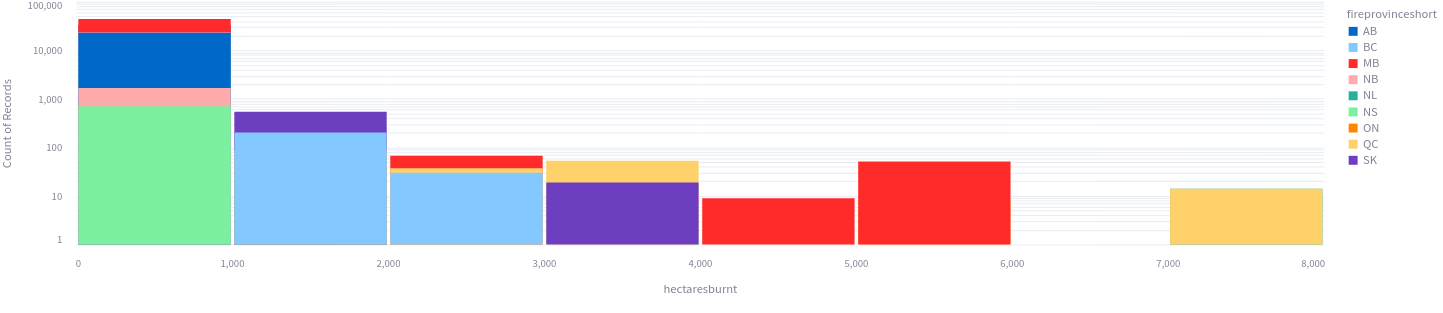 100,000
10,000
1,000
100
10
1
Count of Records
0
1,000
2,000
3,000
4,000
5,000
6,000
7,000
8,000
hectaresburnt
fireprovinceshort
AB
BC
MB
NB
NL
NS
ON
QC
SK